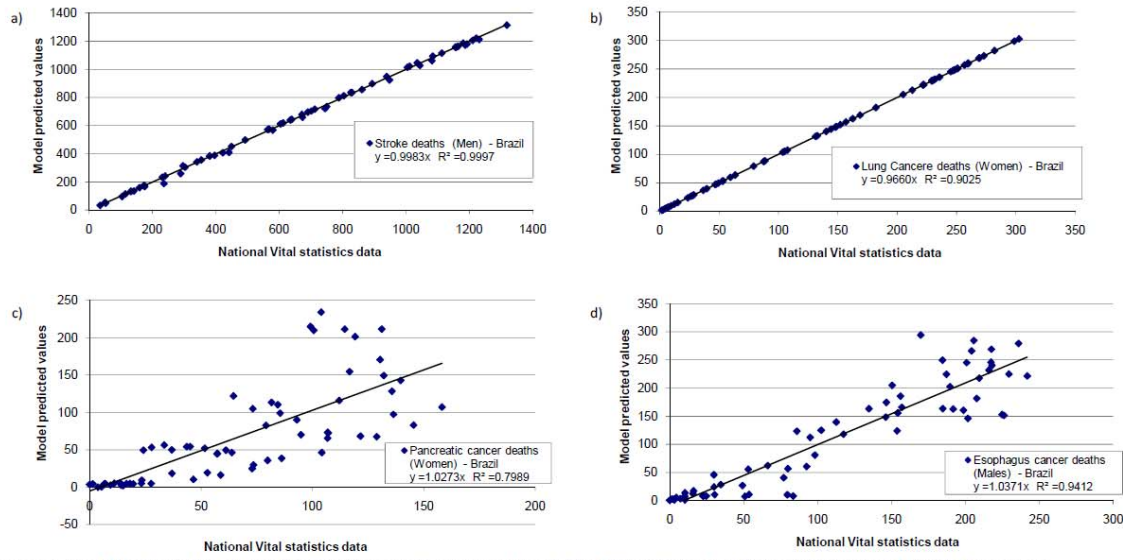 a)
Model predicted values
1400
1200
1000
800
600
400
200
0
Stroke deaths (Men) - Brazil
y =0.9983x R² =0.9997
0 200 400 600 800 1000 1200 1400
National Vital statistics data
b)
Model predicted values
350
300
250
200
150
100
50
0
Lung Cancere deaths (Women) - Brazil
y =0.9660x R² =0.9025
0 50 100 150 200 250 300 350
National Vital statistics data
c)
Model predicted values
250
200
150
100
50
0
-50
Pancreatic cancer deaths
(Women) - Brazil
y=1.0273x R² =0.7989
0 50 100 150 200
National Vital statistics data
d)
Model predicted values
350
300
250
200
150
100
50
0
Esophagus cancer deaths
(Males) - Brazil
y=1.0371x R² =0.9412
0 50 100 150 200 250 300
National Vital statistics data